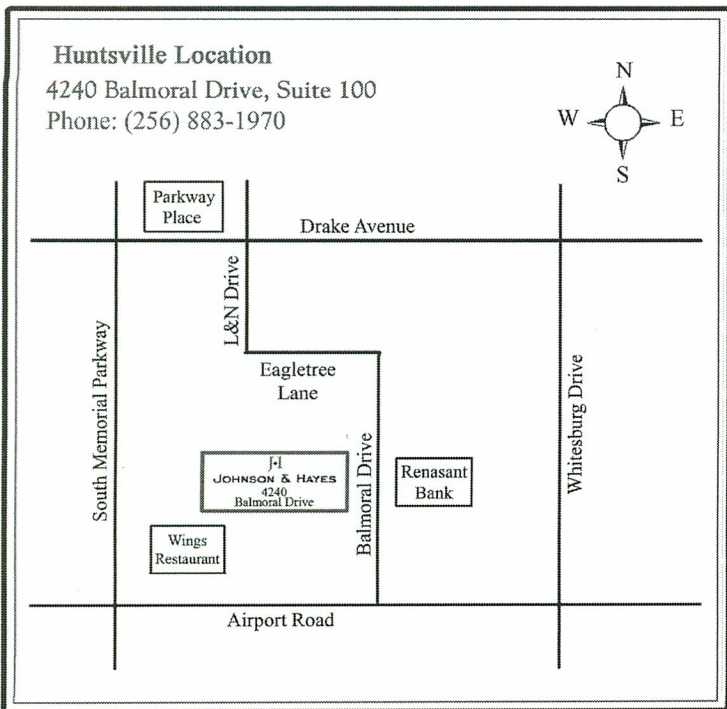 Huntsville Location
4240 Balmoral Drive, Suite 100
Phone: (256) 883-1970
N
W E
S
Parkway
Place
Drake Avenue
L&N Drive
South Memorial Parkway
Eagletree
Lane
Whitesburg Drive
Balmoral Drive
J•I
JOHNSON & HAYES
4240
Balmoral Drive
Renasant
Bank
Wings
Restaurant
Airport Road